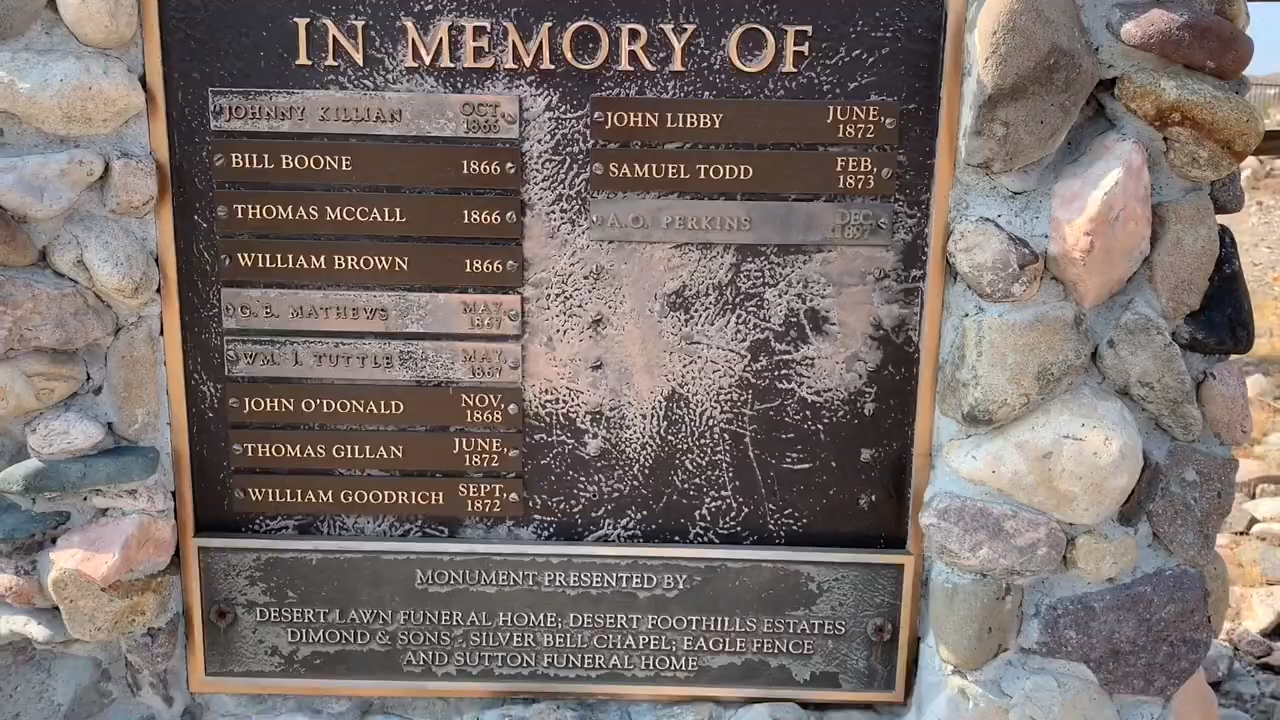 IN MEMORY OF
JOHNNY KILLIAN OCT, 1866
BILL BOONE 1866
THOMAS MCCALL 1866
WILLIAM BROWN 1866
G.E. MATHEWS MAY, 1867
WM. J. TUTTLE MAY, 1867
JOHN O'DONALD NOV, 1868
THOMAS GILLAN JUNE, 1872
WILLIAM GOODRICH SEPT, 1872
JOHN LIBBY JUNE, 1872
SAMUEL TODD FEB, 1873
A.O. PERKINS DEC, 1897
MONUMENT PRESENTED BY
DESERT LAWN FUNERAL HOME; DESERT FOOTHILLS ESTATES
DIMOND & SONS - SILVER BELL CHAPEL; EAGLE FENCE
AND SUTTON FUNERAL HOME